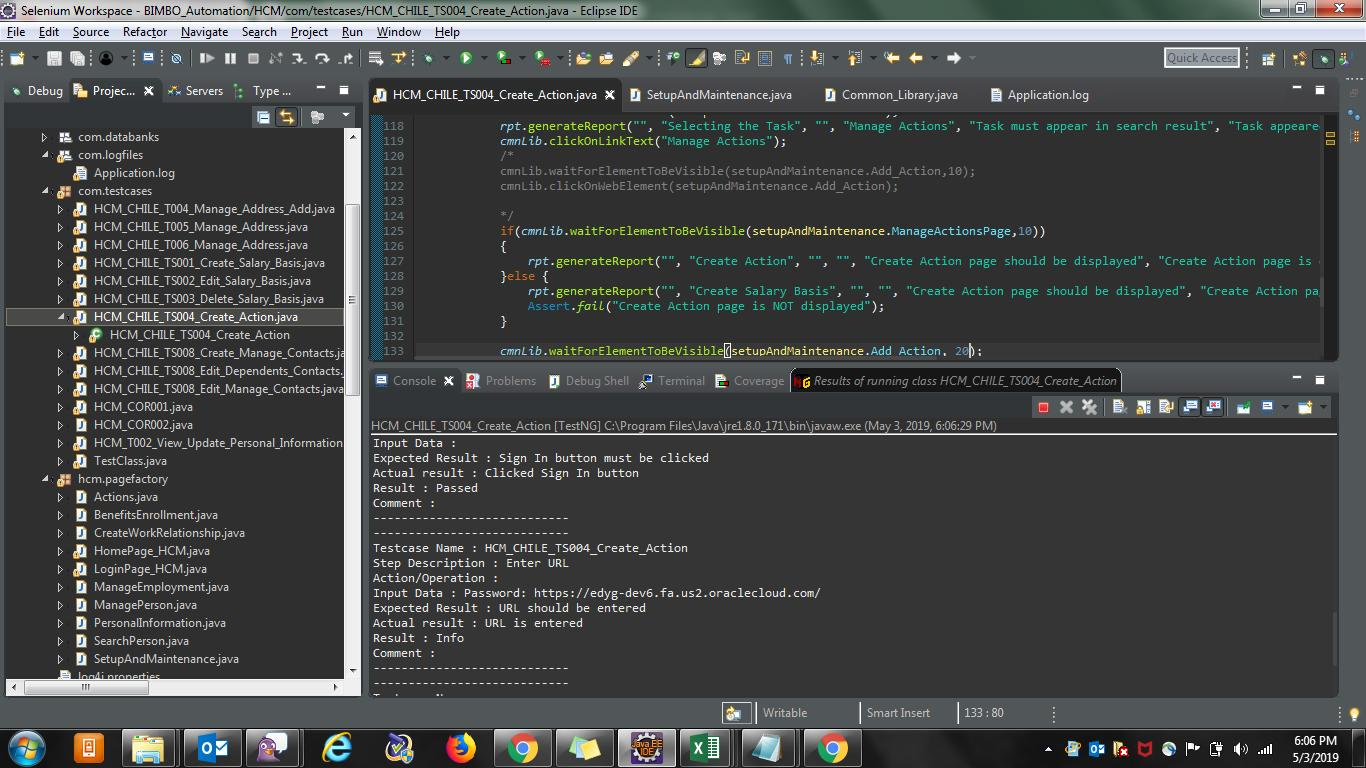 Selenium Workspace - BIMBO_Automation/HCM/com/testcases/HCM_CHILE_TS004_Create_Action.java - Eclipse IDE
File Edit Source Refactor Navigate Search Project Run Window Help
Quick Access
Debug Projec... Servers Type ...
com.databanks
com.logfiles
Application.log
com.testcases
HCM_CHILE_T004_Manage_Address_Add.java
HCM_CHILE_T005_Manage_Address.java
HCM_CHILE_T006_Manage_Address.java
HCM_CHILE_TS001_Create_Salary_Basis.java
HCM_CHILE_TS002_Edit_Salary_Basis.java
HCM_CHILE_TS003_Delete_Salary_Basis.java
HCM_CHILE_TS004_Create_Action.java
HCM_CHILE_TS004_Create_Action
HCM_CHILE_TS008_Create_Manage_Contacts.ja
HCM_CHILE_TS008_Edit_Dependents_Contacts.
HCM_CHILE_TS008_Edit_Manage_Contacts.java
HCM_COR001.java
HCM_COR002.java
HCM_T002_View_Update_Personal_Information
TestClass.java
hcm.pagefactory
Actions.java
BenefitsEnrollment.java
CreateWorkRelationship.java
HomePage_HCM.java
LoginPage_HCM.java
ManageEmployment.java
ManagePerson.java
PersonalInformation.java
SearchPerson.java
SetupAndMaintenance.java
log4j.properties
HCM_CHILE_TS004_Create_Action.java SetupAndMaintenance.java Common_Library.java Application.log
118 rpt.generateReport("", "Selecting the Task", "", "Manage Actions", "Task must appear in search result", "Task appeare
119 cmnLib.clickOnLinkText("Manage Actions");
120 /*
121 cmnLib.waitForElementToBeVisible(setupAndMaintenance.Add_Action,10);
122 cmnLib.clickOnWebElement(setupAndMaintenance.Add_Action);
123
124 */
125 if(cmnLib.waitForElementToBeVisible(setupAndMaintenance.ManageActionsPage,10))
126 {
127 rpt.generateReport("", "Create Action", "", "", "Create Action page should be displayed", "Create Action page is
128 }else {
129 rpt.generateReport("", "Create Salary Basis", "", "", "Create Action page should be displayed", "Create Action pa
130 Assert.fail("Create Action page is NOT displayed");
131 }
132
133 cmnLib.waitForElementToBeVisible(setupAndMaintenance.Add_Action, 20);
Console Problems Debug Shell Terminal Coverage Results of running class HCM_CHILE_TS004_Create_Action
HCM_CHILE_TS004_Create_Action [TestNG] C:\Program Files\Java\jre1.8.0_171\bin\javaw.exe (May 3, 2019, 6:06:29 PM)
Input Data :
Expected Result : Sign In button must be clicked
Actual result : Clicked Sign In button
Result : Passed
Comment :
----------------------------
----------------------------
Testcase Name : HCM_CHILE_TS004_Create_Action
Step Description : Enter URL
Action/Operation :
Input Data : Password: https://edyg-dev6.fa.us2.oraclecloud.com/
Expected Result : URL should be entered
Actual result : URL is entered
Result : Info
Comment :
----------------------------
----------------------------
Writable Smart Insert 133 : 80
Java EE
IDE
6:06 PM
5/3/2019